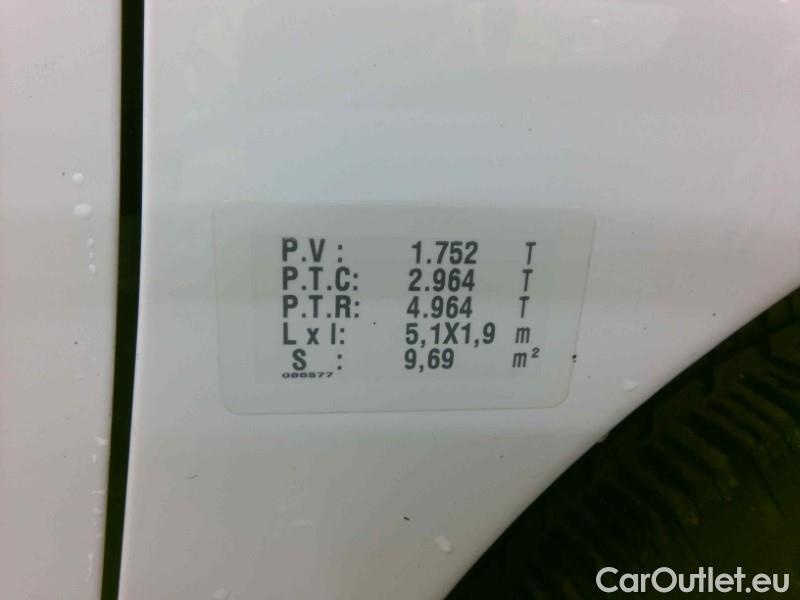 P.V : 1.752 T
P.T.C: 2.964 T
P.T.R: 4.964 T
L x l: 5,1X1,9 m
S : 9,69 m²
086577
CarOutlet.eu